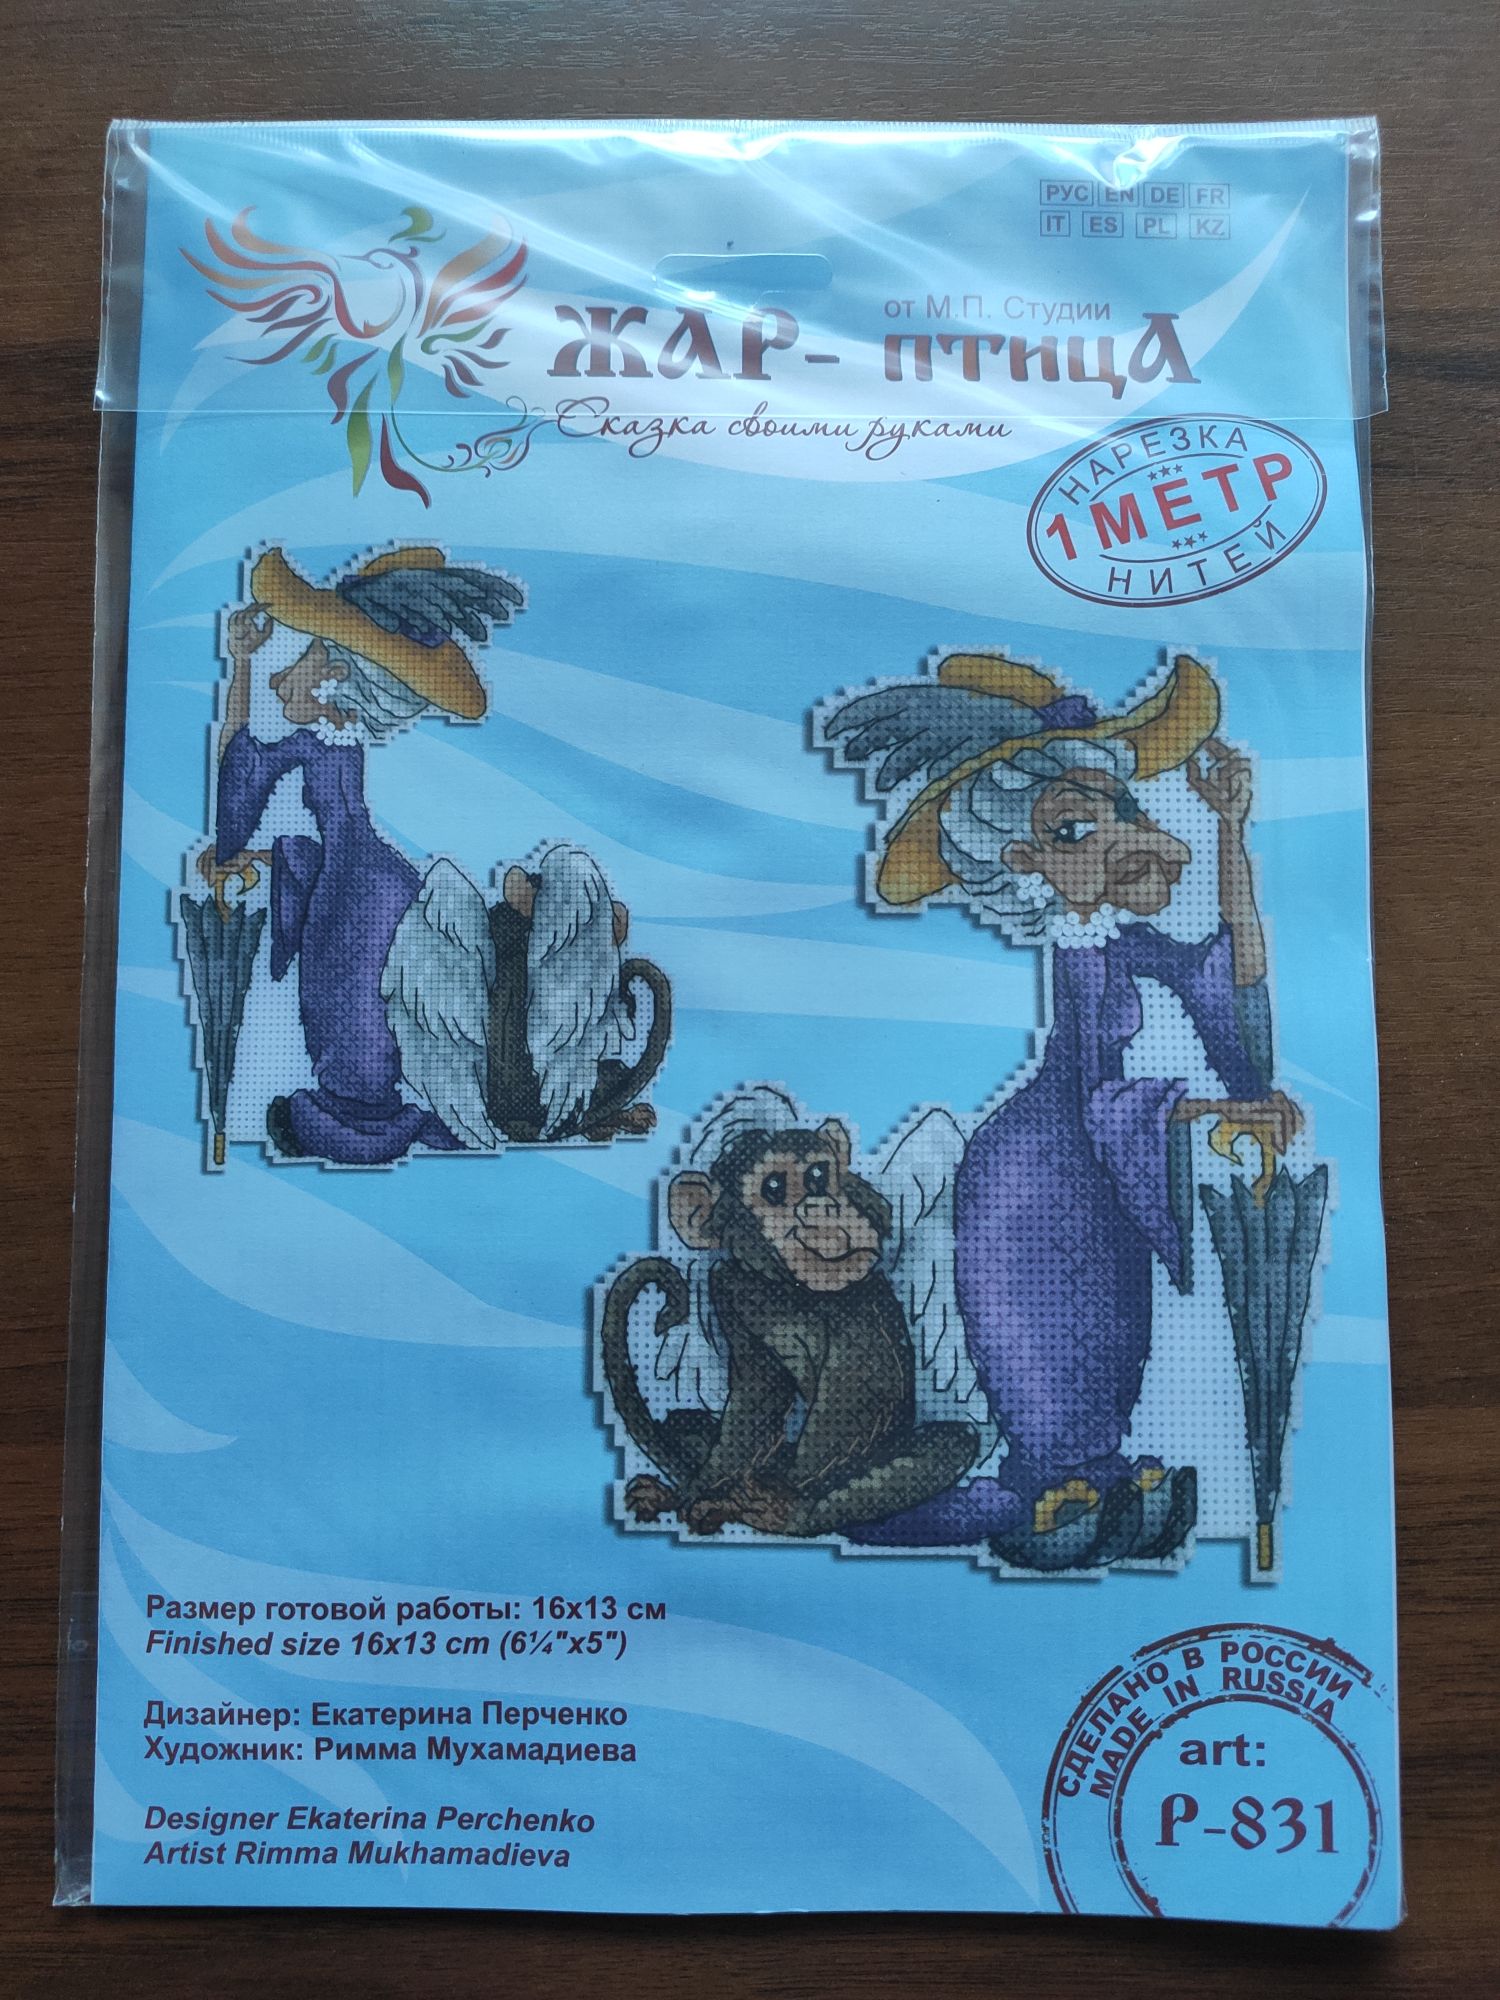 РУС EN DE FR
IT ES PL KZ
от М.П. Студии
ЖАР-ПТИЦА
Сказка своими руками
НАРЕЗКА
1 МЕТР
НИТЕЙ
Размер готовой работы: 16х13 см
Finished size 16x13 cm (6¼"x5")
Дизайнер: Екатерина Перченко
Художник: Римма Мухамадиева
Designer Ekaterina Perchenko
Artist Rimma Mukhamadieva
СДЕЛАНО В РОССИИ
MADE IN RUSSIA
art:
Р-831